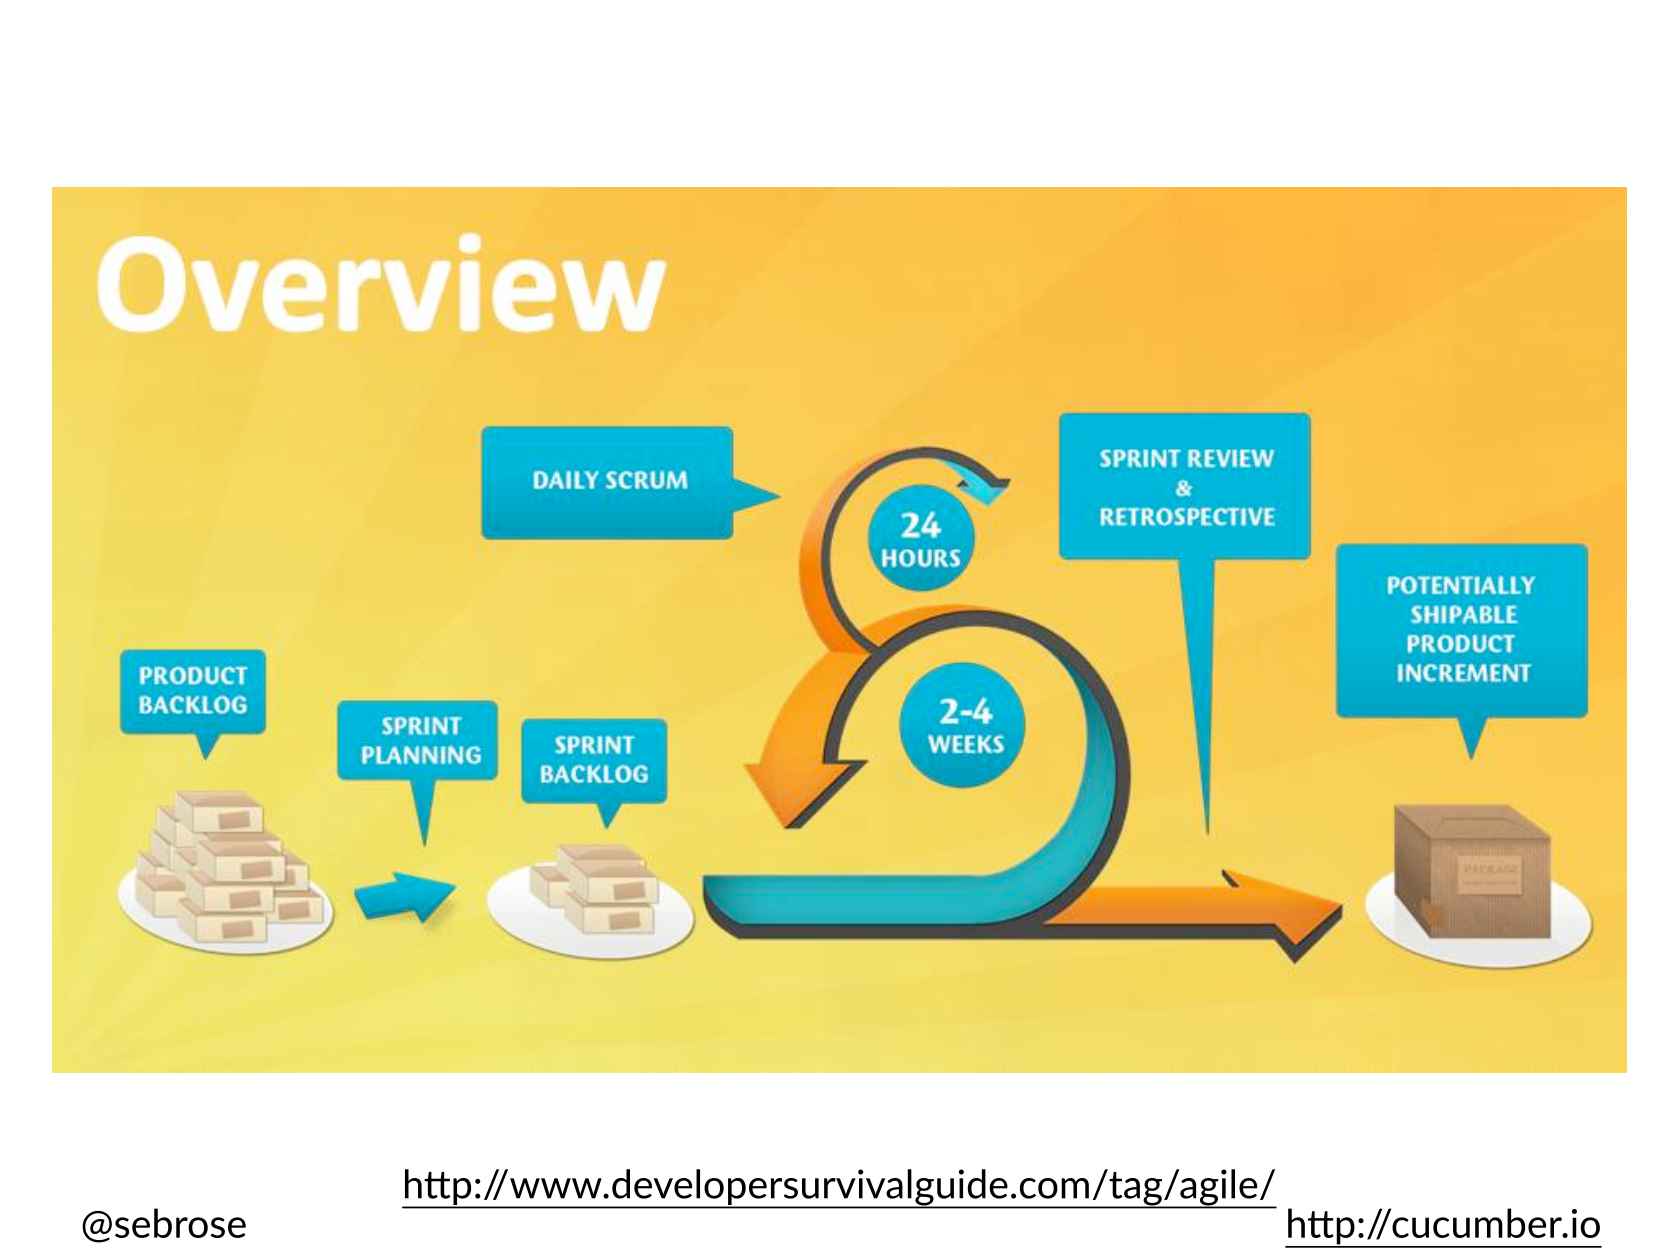 Overview
DAILY SCRUM
24
HOURS
SPRINT REVIEW
&
RETROSPECTIVE
POTENTIALLY
SHIPABLE
PRODUCT
INCREMENT
PRODUCT
BACKLOG
SPRINT
PLANNING
SPRINT
BACKLOG
2-4
WEEKS
PACKAGE
http://www.developersurvivalguide.com/tag/agile/
@sebrose
http://cucumber.io